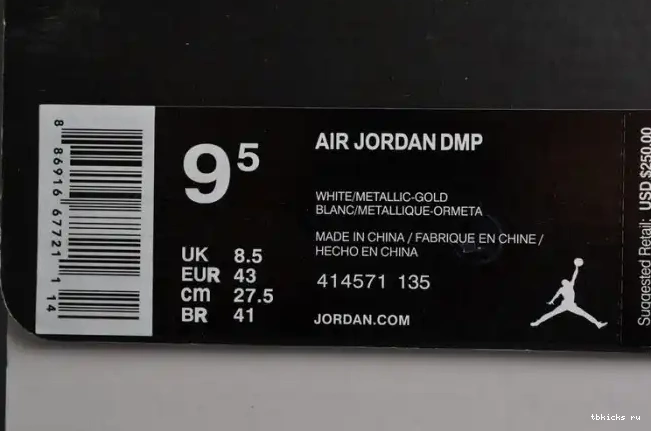 8 86916 67721 1 14
9⁵
UK 8.5
EUR 43
cm 27.5
BR 41
AIR JORDAN DMP
WHITE/METALLIC-GOLD
BLANC/METALLIQUE-ORMETA
MADE IN CHINA / FABRIQUE EN CHINE /
HECHO EN CHINA
414571 135
JORDAN.COM
Suggested Retail: USD $250.00
tbkicks ru